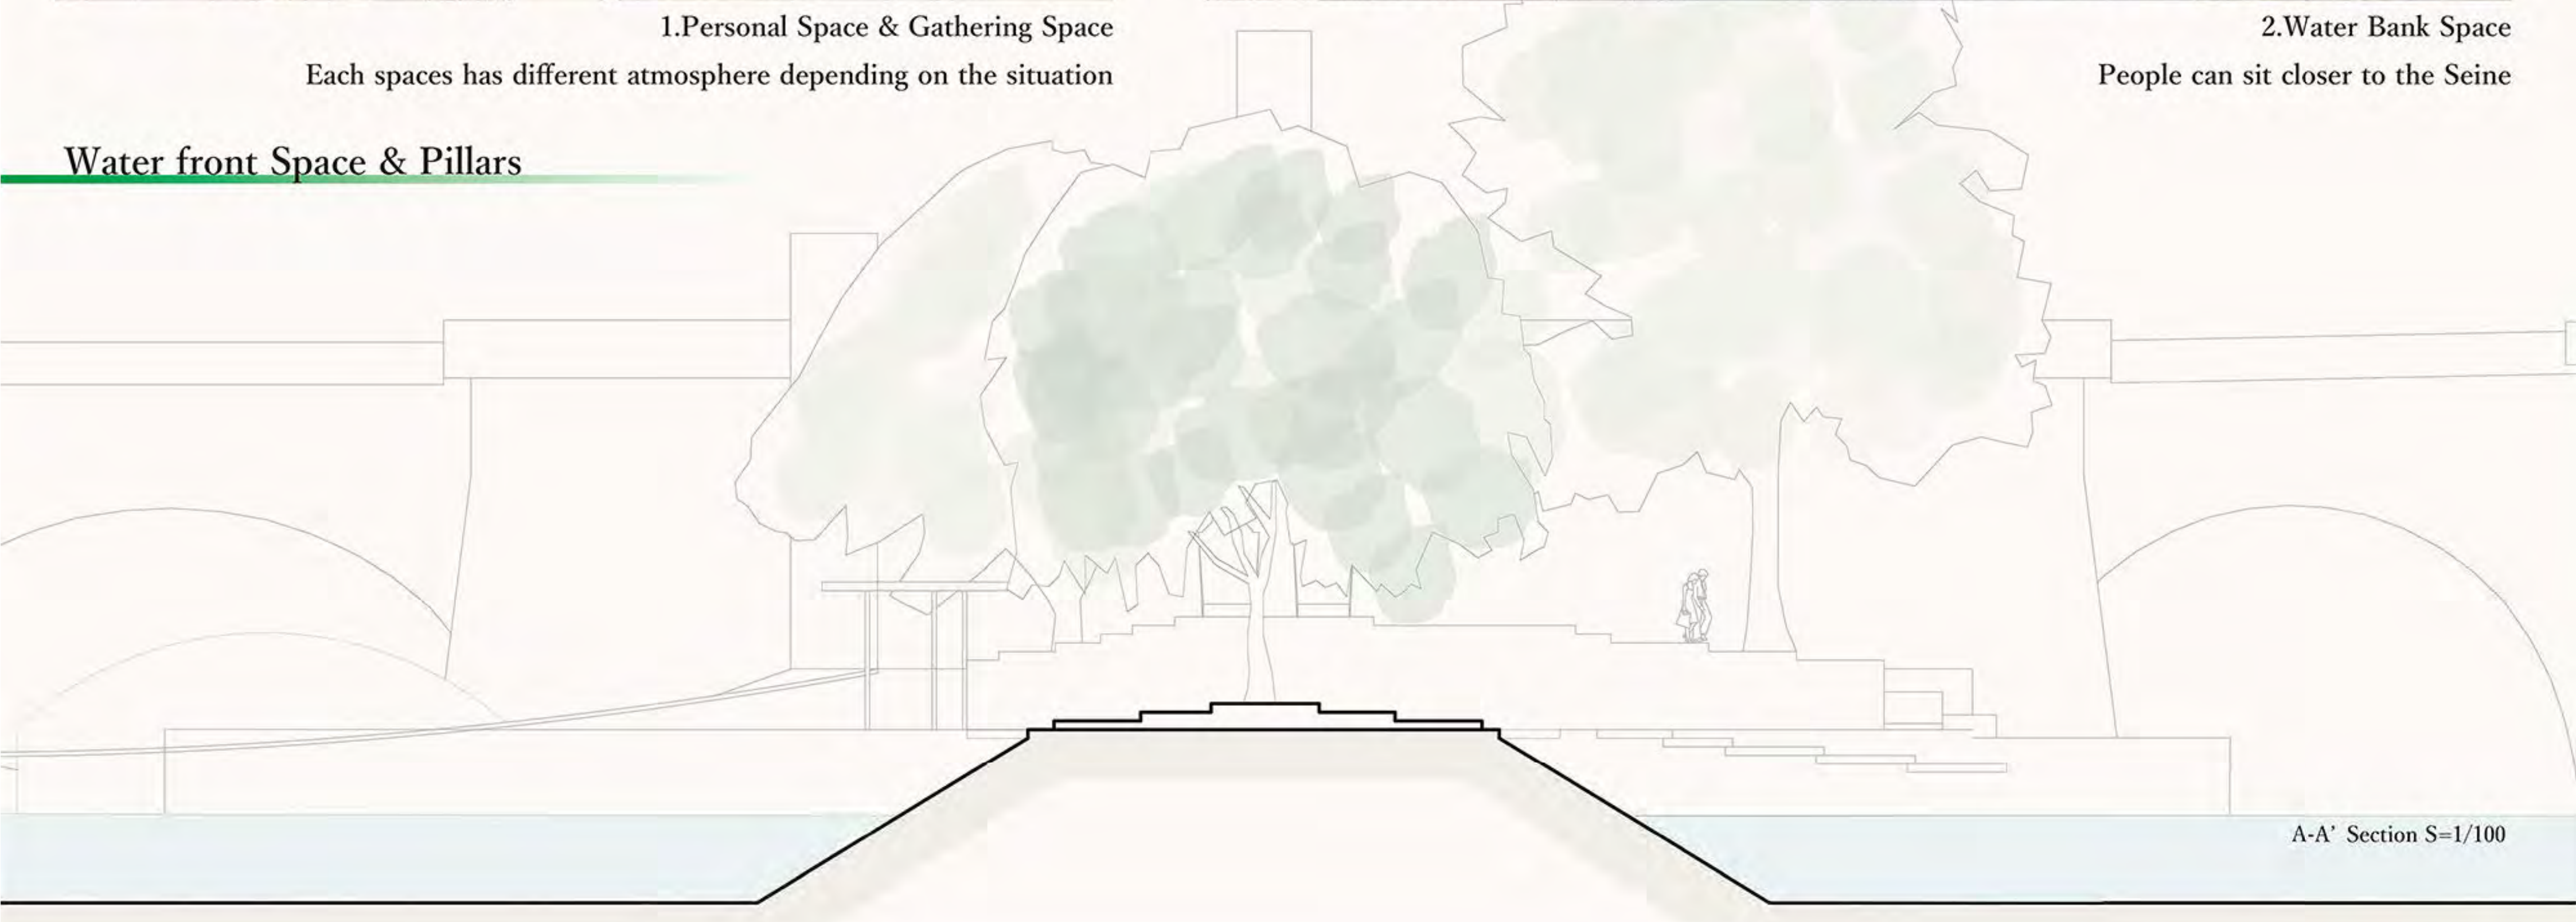 1.Personal Space & Gathering Space
Each spaces has different atmosphere depending on the situation
2.Water Bank Space
People can sit closer to the Seine
Water front Space & Pillars
A-A’ Section S=1/100